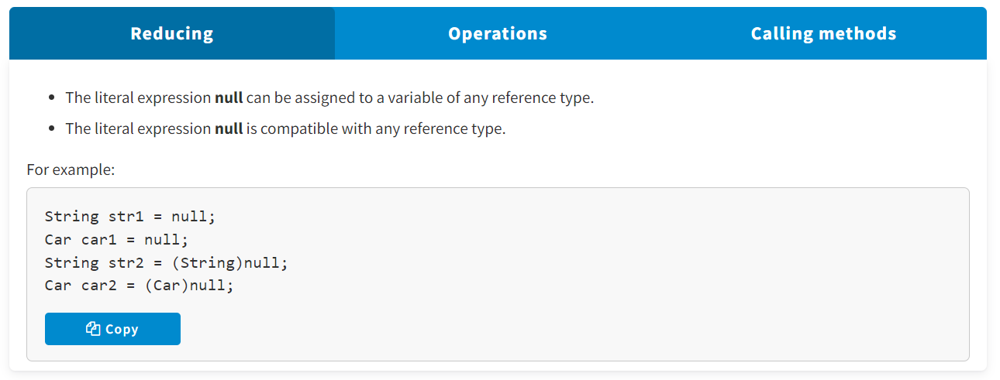 Reducing
Operations
Calling methods
The literal expression null can be assigned to a variable of any reference type.
The literal expression null is compatible with any reference type.
For example:
String str1 = null;
Car car1 = null;
String str2 = (String)null;
Car car2 = (Car)null;
Copy